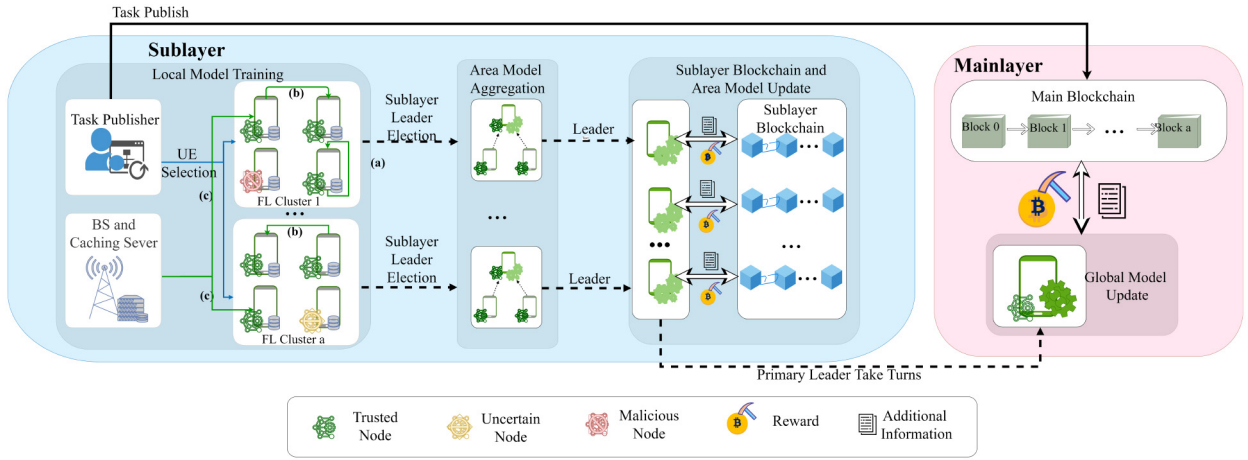 Task Publish
Sublayer
Local Model Training
Task Publisher
UE
Selection
(b)
(c)
FL Cluster 1
...
BS and
Caching Sever
(b)
(c)
FL Cluster a
Sublayer
Leader
Election
(a)
Sublayer
Leader
Election
Area Model
Aggregation
...
Leader
Leader
Sublayer Blockchain and
Area Model Update
Sublayer
Blockchain
...
...
...
...
...
Primary Leader Take Turns
Mainlayer
Main Blockchain
Block 0
Block 1
...
Block a
Global Model
Update
Trusted
Node
Uncertain
Node
Malicious
Node
Reward
Additional
Information